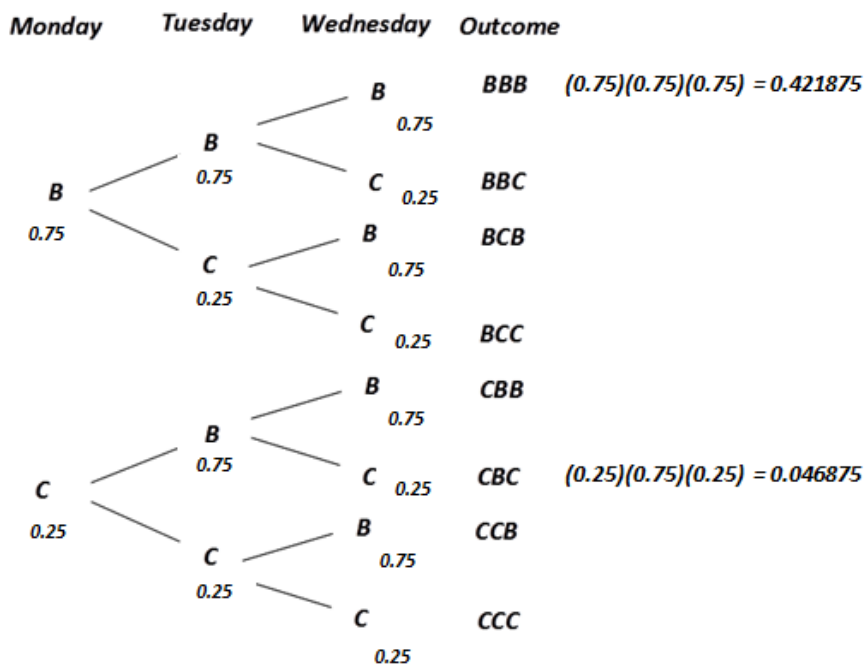 Monday Tuesday Wednesday Outcome
B BBB (0.75)(0.75)(0.75) = 0.421875
0.75
B
0.75
C BBC
0.25
B
0.75
B BCB
0.75
C
0.25
C BCC
0.25
B CBB
0.75
B
0.75
C CBC (0.25)(0.75)(0.25) = 0.046875
0.25
C
0.25
B CCB
0.75
C
0.25
C CCC
0.25